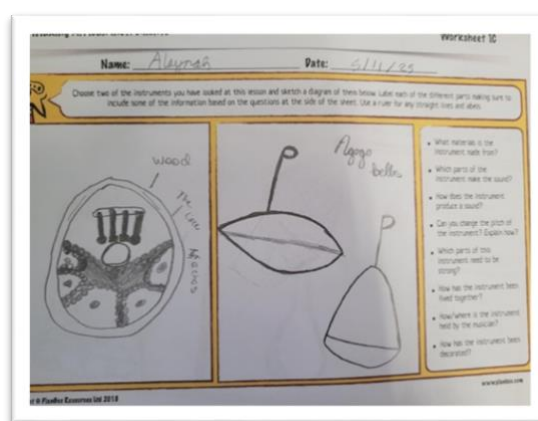 Worksheet 1C
Name: Date: 5/11/25
Choose two of the instruments you have looked at this lesson and sketch a diagram of them below. Label each of the different parts making sure to
include some of the information based on the questions at the side of the sheet. Use a ruler for any straight lines and labels.
wood
The
Agogo
bells
• What materials is the
instrument made from?
• Which parts of the
instrument make the sound?
• How does the instrument
produce a sound?
• Can you change the pitch of
the instrument? Explain how?
• Which parts of this
instrument need to be
strong?
• How has the instrument been
fixed together?
• How/where is the instrument
held by the musician?
• How has the instrument been
decorated?
© PlanBee Resources Ltd 2018
www.planbee.com